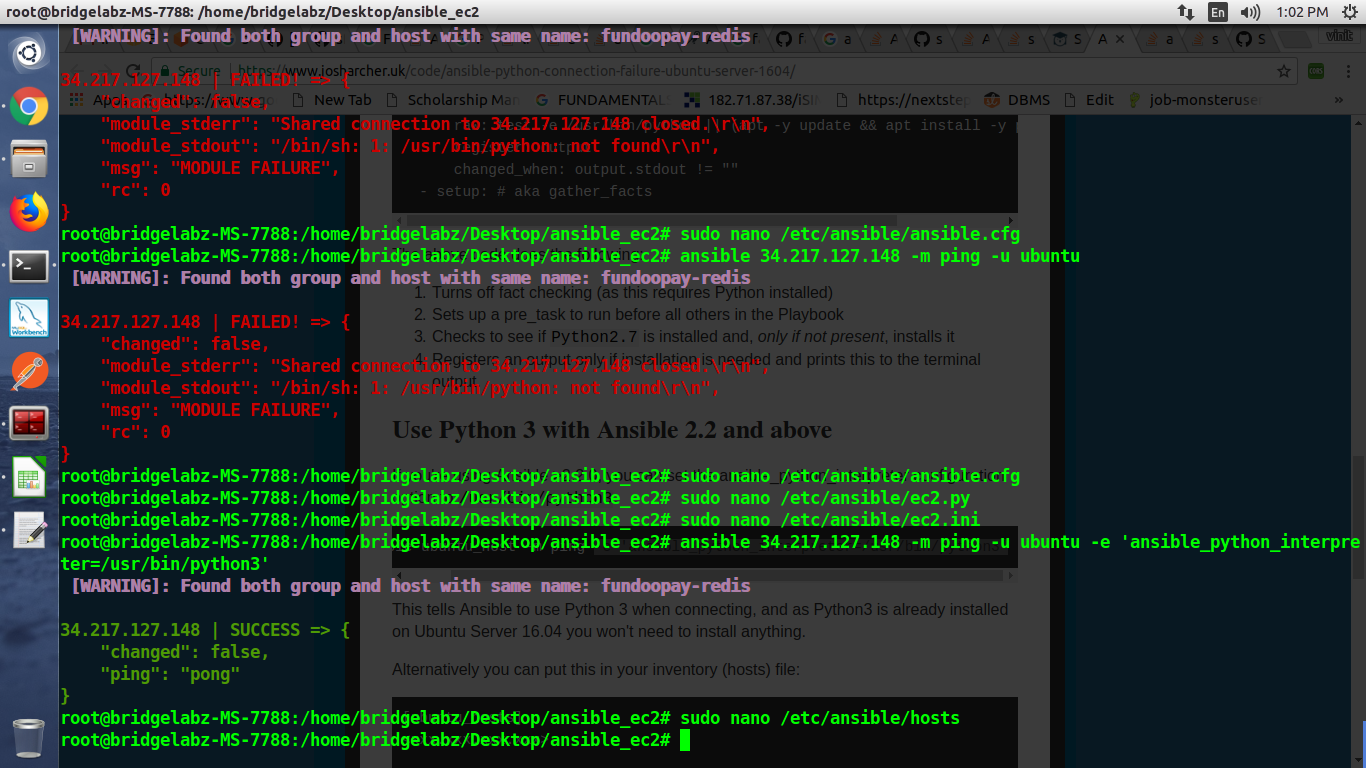 bridgelabz-MS-7788: /home/bridgelabz/Desktop/ansible_ec2
En
1:02 PM
[WARNING]: Found both group and host with same name: fundoopay-redis
vinit
Secure https://www.josharcher.uk/code/ansible-python-connection-failure-ubuntu-server-1604/
34.217.127.148 | FAILED! => {
"changed": false,
New Tab
Scholarship
FUNDAMENTAL
182.71.87.38/iSIM
https://nextstep
DBMS
Edit
job-monsteruse
»
"module_stderr": "Shared connection to 34.217.127.148 closed.\r\n",
-y update && apt install -y
"module_stdout": "/bin/sh: 1: /usr/bin/python: not found\r\n",
"msg": "MODULE FAILURE",
changed_when: output.stdout != ""
"rc": 0
- setup: # aka gather_facts
}
root@bridgelabz-MS-7788:/home/bridgelabz/Desktop/ansible_ec2# sudo nano /etc/ansible/ansible.cfg
root@bridgelabz-MS-7788:/home/bridgelabz/Desktop/ansible_ec2# ansible 34.217.127.148 -m ping -u ubuntu
[WARNING]: Found both group and host with same name: fundoopay-redis
1. Turns off fact checking (as this requires Python installed)
2. Sets up a pre_task to run before all others in the Playbook
34.217.127.148 | FAILED! => {
"changed": false,
3. Checks to see if Python2.7 is installed and, only if not present, installs it
4. Registers an output only if installation is needed and prints this to the terminal
output
"module_stderr": "Shared connection to 34.217.127.148 closed.\r\n",
"module_stdout": "/bin/sh: 1: /usr/bin/python: not found\r\n",
"msg": "MODULE FAILURE",
"rc": 0
}
Use Python 3 with Ansible 2.2 and above
root@bridgelabz-MS-7788:/home/bridgelabz/Desktop/ansible_ec2# sudo nano /etc/ansible/ansible.cfg
root@bridgelabz-MS-7788:/home/bridgelabz/Desktop/ansible_ec2# sudo nano /etc/ansible/ec2.py
root@bridgelabz-MS-7788:/home/bridgelabz/Desktop/ansible_ec2# sudo nano /etc/ansible/ec2.ini
root@bridgelabz-MS-7788:/home/bridgelabz/Desktop/ansible_ec2# ansible 34.217.127.148 -m ping -u ubuntu -e 'ansible_python_interpre
ter=/usr/bin/python3'
[WARNING]: Found both group and host with same name: fundoopay-redis
This tells Ansible to use Python 3 when connecting, and as Python3 is already installed
on Ubuntu Server 16.04 you won't need to install anything.
34.217.127.148 | SUCCESS => {
"changed": false,
"ping": "pong"
}
Alternatively you can put this in your inventory (hosts) file:
root@bridgelabz-MS-7788:/home/bridgelabz/Desktop/ansible_ec2# sudo nano /etc/ansible/hosts
root@bridgelabz-MS-7788:/home/bridgelabz/Desktop/ansible_ec2#